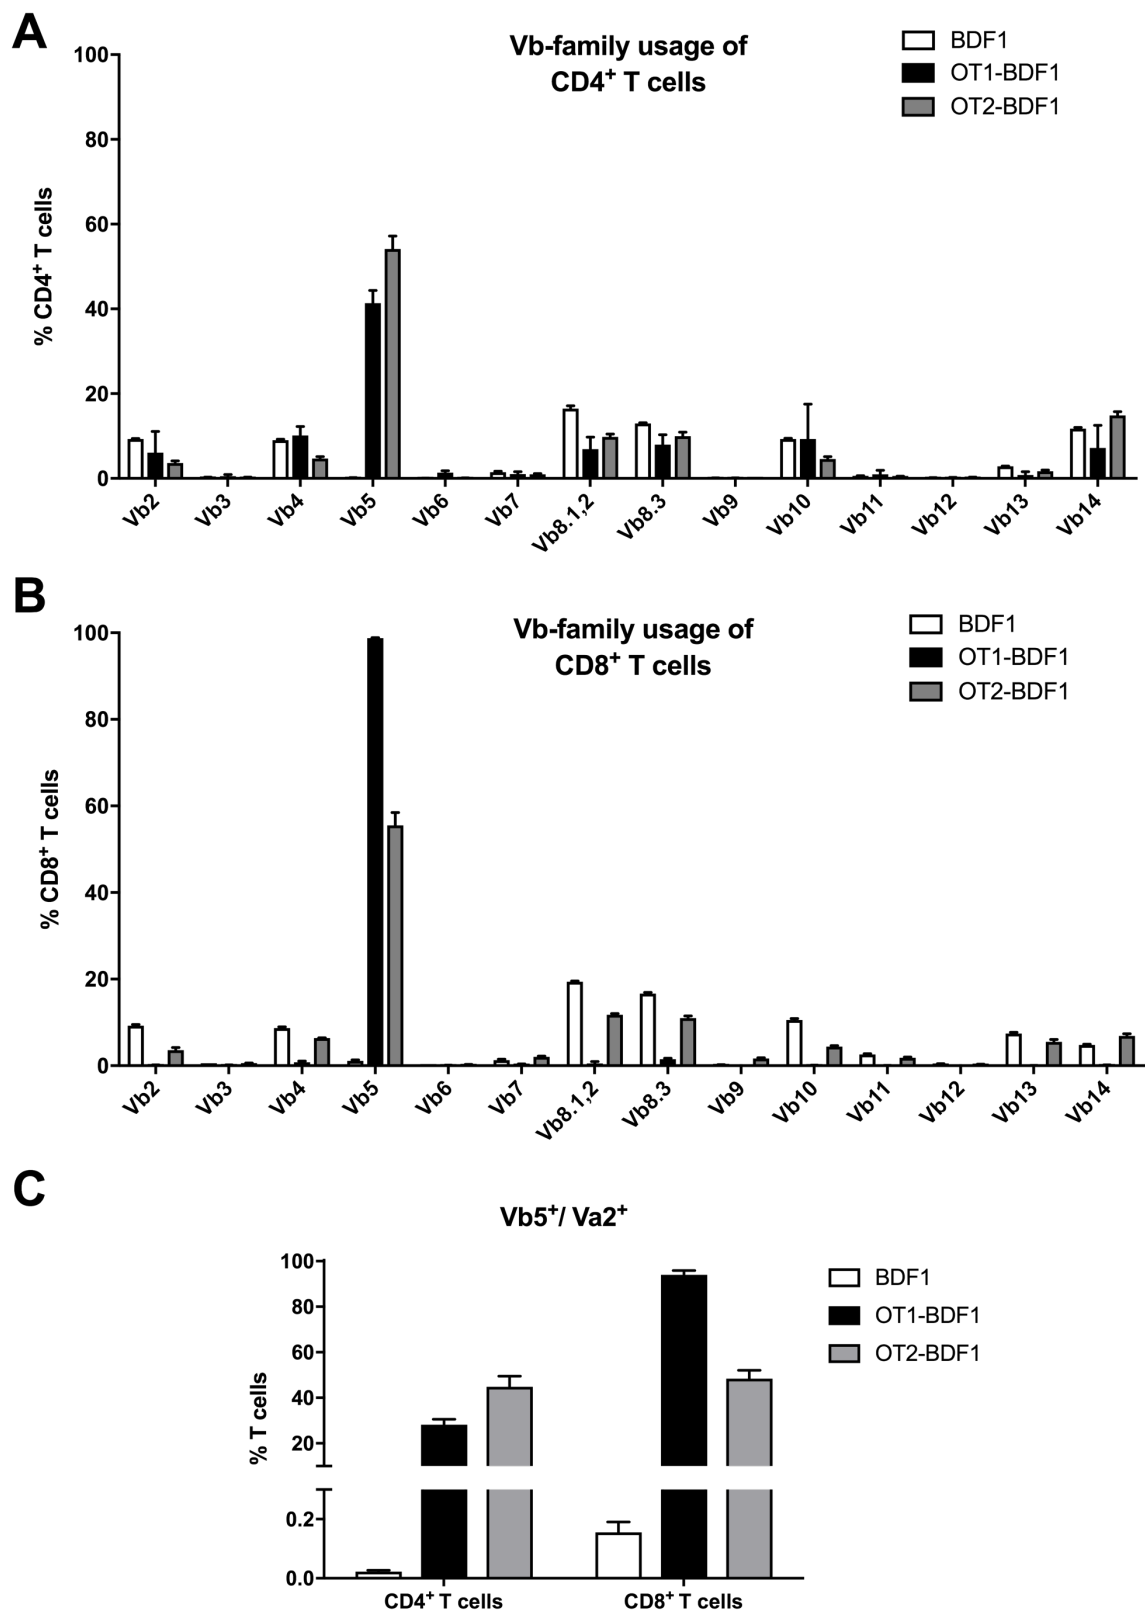 A
Vb-family usage of
CD4+ T cells
BDF1
OT1-BDF1
OT2-BDF1
% CD4+ T cells
100
80
60
40
20
0
Vb2 Vb3 Vb4 Vb5 Vb6 Vb7 Vb8.1,2 Vb8.3 Vb9 Vb10 Vb11 Vb12 Vb13 Vb14
B
Vb-family usage of
CD8+ T cells
BDF1
OT1-BDF1
OT2-BDF1
% CD8+ T cells
100
80
60
40
20
0
Vb2 Vb3 Vb4 Vb5 Vb6 Vb7 Vb8.1,2 Vb8.3 Vb9 Vb10 Vb11 Vb12 Vb13 Vb14
C
Vb5+/ Va2+
BDF1
OT1-BDF1
OT2-BDF1
% T cells
100
80
60
40
20
0.2
0.0
CD4+ T cells CD8+ T cells